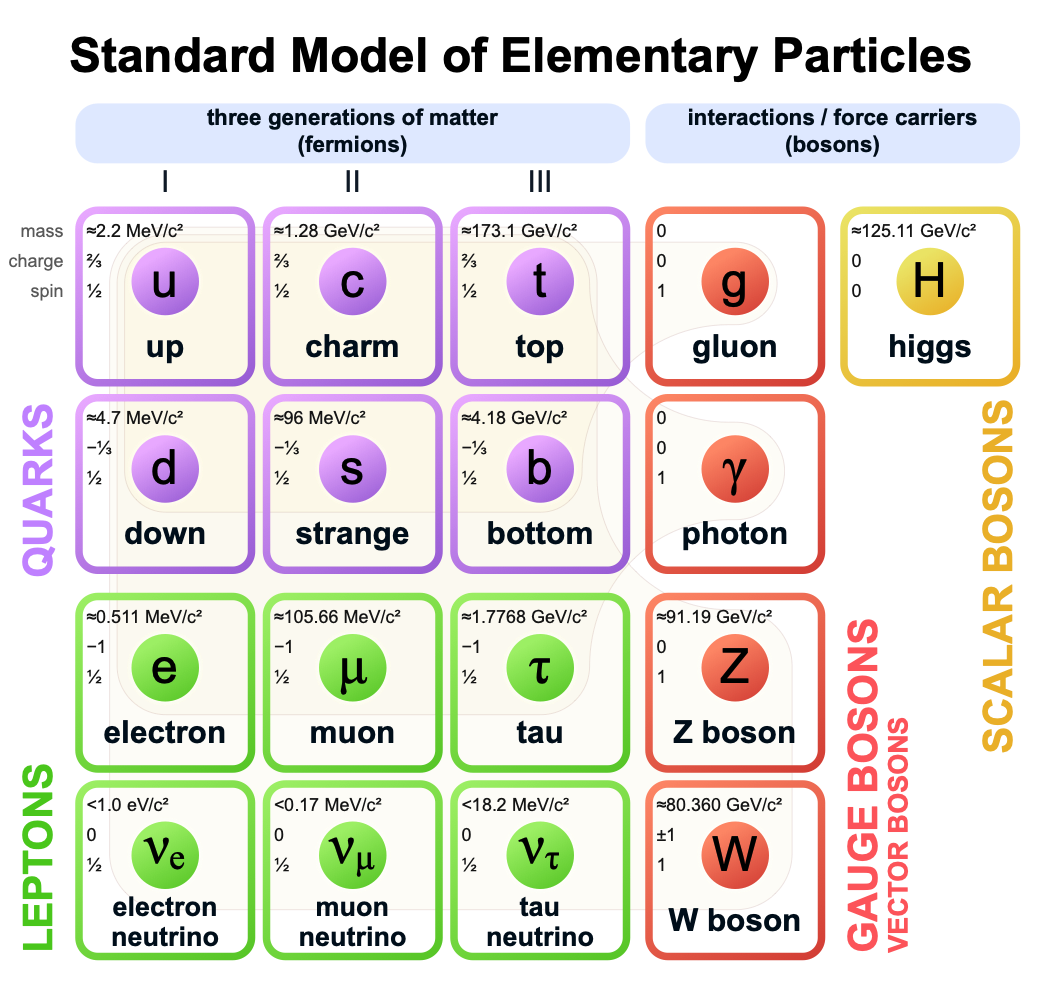 Standard Model of Elementary Particles
three generations of matter
(fermions)
interactions / force carriers
(bosons)
I
II
III
mass
charge
spin
≈2.2 MeV/c²
⅔
½
u
up
≈1.28 GeV/c²
⅔
½
c
charm
≈173.1 GeV/c²
⅔
½
t
top
0
0
1
g
gluon
≈125.11 GeV/c²
0
0
H
higgs
QUARKS
≈4.7 MeV/c²
−⅓
½
d
down
≈96 MeV/c²
−⅓
½
s
strange
≈4.18 GeV/c²
−⅓
½
b
bottom
0
0
1
γ
photon
SCALAR BOSONS
LEPTONS
≈0.511 MeV/c²
−1
½
e
electron
≈105.66 MeV/c²
−1
½
μ
muon
≈1.7768 GeV/c²
−1
½
τ
tau
≈91.19 GeV/c²
0
1
Z
Z boson
<1.0 eV/c²
0
½
νe
electron
neutrino
<0.17 MeV/c²
0
½
νμ
muon
neutrino
<18.2 MeV/c²
0
½
ντ
tau
neutrino
≈80.360 GeV/c²
±1
1
W
W boson
GAUGE BOSONS
VECTOR BOSONS